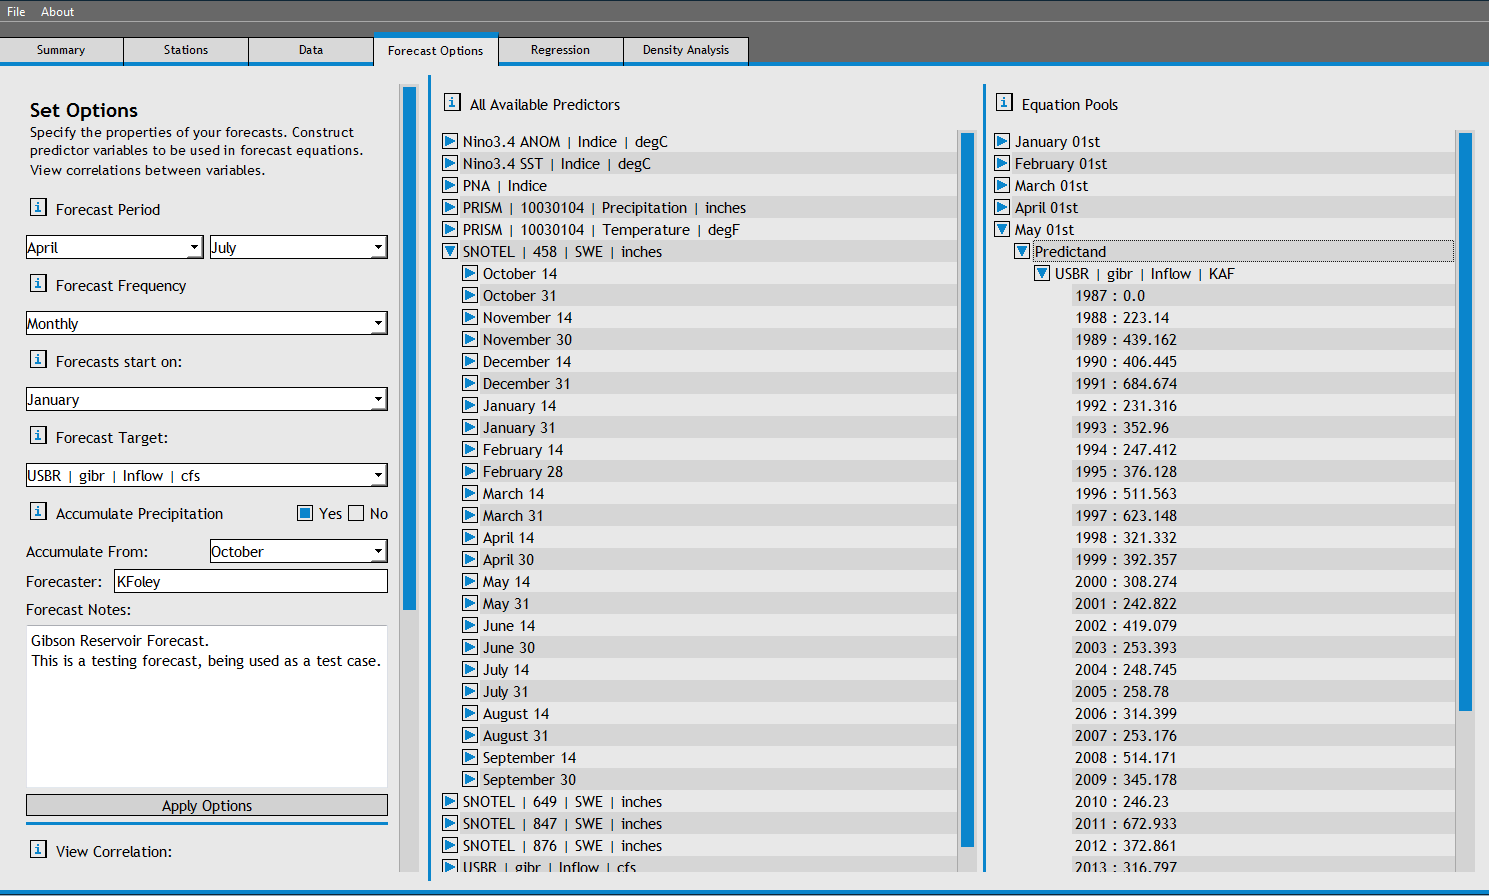 File About
Summary Stations Data Forecast Options Regression Density Analysis
Set Options
Specify the properties of your forecasts. Construct
predictor variables to be used in forecast equations.
View correlations between variables.
i Forecast Period
April July
i Forecast Frequency
Monthly
i Forecasts start on:
January
i Forecast Target:
USBR | gibr | Inflow | cfs
i Accumulate Precipitation Yes No
Accumulate From: October
Forecaster: KFoley
Forecast Notes:
Gibson Reservoir Forecast.
This is a testing forecast, being used as a test case.
Apply Options
i View Correlation:
i All Available Predictors
Nino3.4 ANOM | Indice | degC
Nino3.4 SST | Indice | degC
PNA | Indice
PRISM | 10030104 | Precipitation | inches
PRISM | 10030104 | Temperature | degF
SNOTEL | 458 | SWE | inches
October 14
October 31
November 14
November 30
December 14
December 31
January 14
January 31
February 14
February 28
March 14
March 31
April 14
April 30
May 14
May 31
June 14
June 30
July 14
July 31
August 14
August 31
September 14
September 30
SNOTEL | 649 | SWE | inches
SNOTEL | 847 | SWE | inches
SNOTEL | 876 | SWE | inches
USBR | gibr | Inflow | cfs
i Equation Pools
January 01st
February 01st
March 01st
April 01st
May 01st
Predictand
USBR | gibr | Inflow | KAF
1987 : 0.0
1988 : 223.14
1989 : 439.162
1990 : 406.445
1991 : 684.674
1992 : 231.316
1993 : 352.96
1994 : 247.412
1995 : 376.128
1996 : 511.563
1997 : 623.148
1998 : 321.332
1999 : 392.357
2000 : 308.274
2001 : 242.822
2002 : 419.079
2003 : 253.393
2004 : 248.745
2005 : 258.78
2006 : 314.399
2007 : 253.176
2008 : 514.171
2009 : 345.178
2010 : 246.23
2011 : 672.933
2012 : 372.861
2013 : 316.797